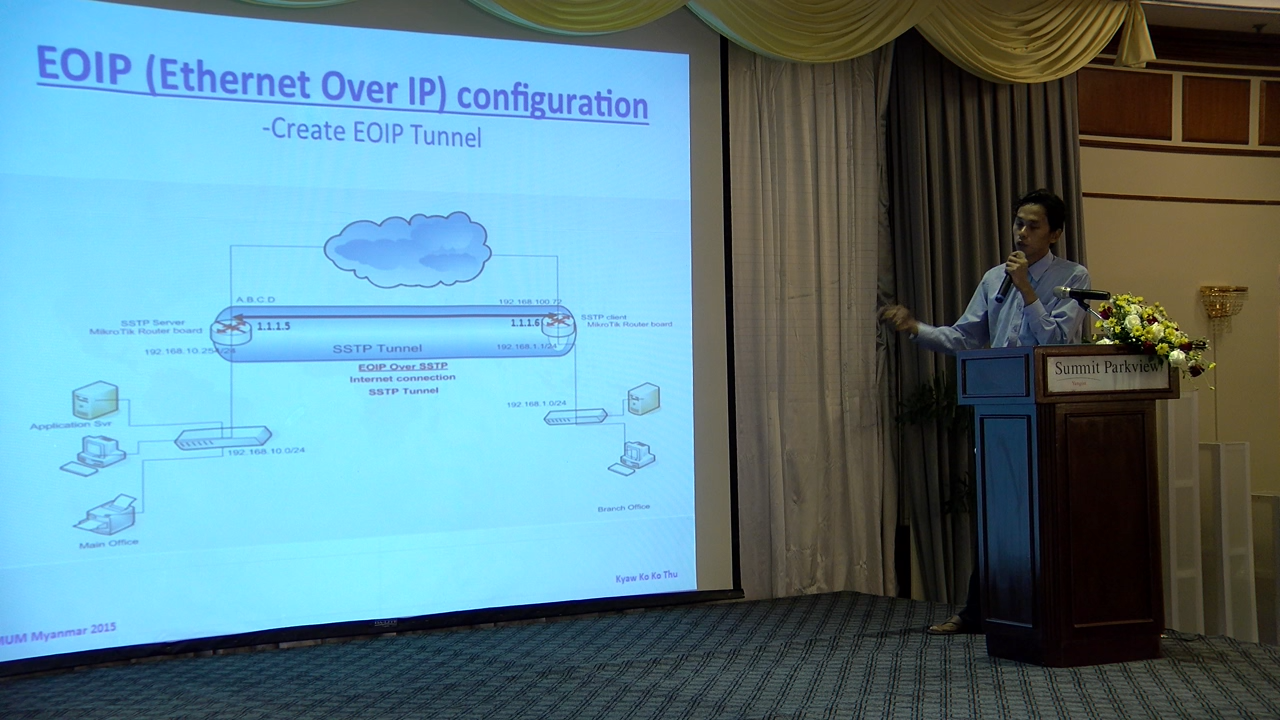 EOIP (Ethernet Over IP) configuration
-Create EOIP Tunnel
A.B.C.D
192.168.100.72
SSTP Server
MikroTik Router board
1.1.1.5
1.1.1.6
SSTP client
MikroTik Router board
192.168.10.254/24
SSTP Tunnel
192.168.1.1/24
EOIP Over SSTP
Internet connection
SSTP Tunnel
Application Svr
192.168.10.0/24
192.168.1.0/24
Main Office
Branch Office
Kyaw Ko Ko Thu
MUM Myanmar 2015
Summit Parkview